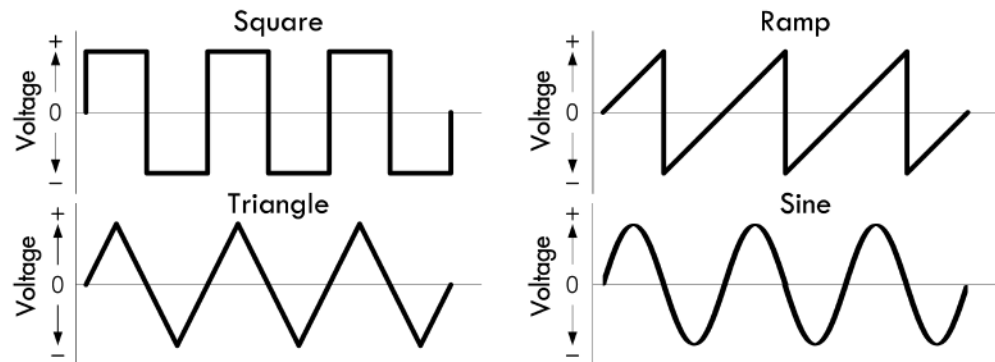 Square
+
0
−
Voltage
Ramp
+
0
−
Voltage
Triangle
+
0
−
Voltage
Sine
+
0
−
Voltage